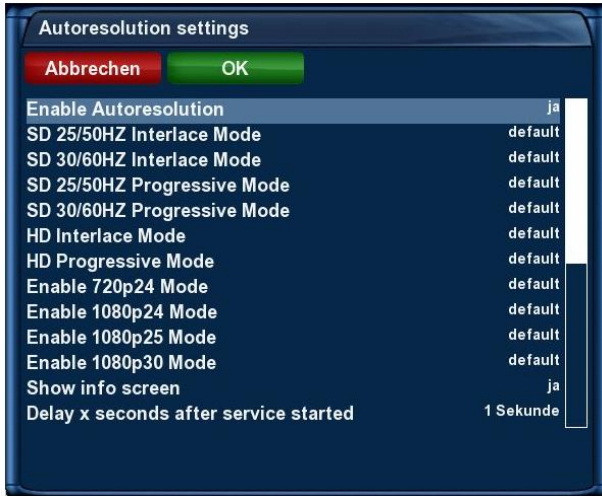 Autoresolution settings
Abbrechen OK
Enable Autoresolution ja
SD 25/50HZ Interlace Mode default
SD 30/60HZ Interlace Mode default
SD 25/50HZ Progressive Mode default
SD 30/60HZ Progressive Mode default
HD Interlace Mode default
HD Progressive Mode default
Enable 720p24 Mode default
Enable 1080p24 Mode default
Enable 1080p25 Mode default
Enable 1080p30 Mode default
Show info screen ja
Delay x seconds after service started 1 Sekunde